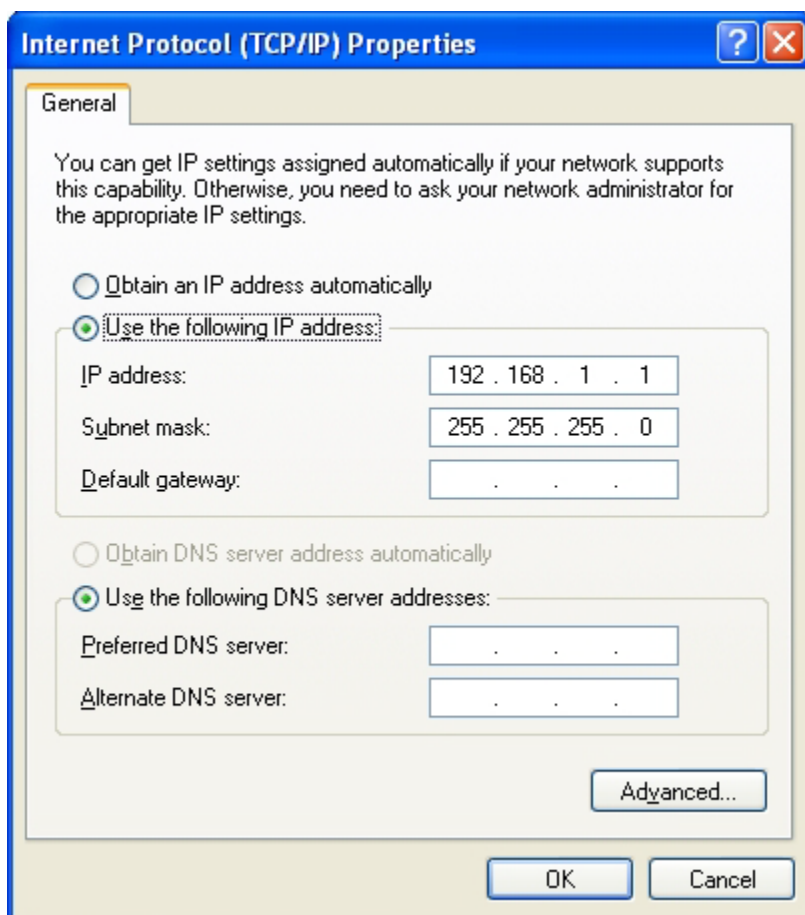 Internet Protocol (TCP/IP) Properties
General
You can get IP settings assigned automatically if your network supports
this capability. Otherwise, you need to ask your network administrator for
the appropriate IP settings.
Obtain an IP address automatically
Use the following IP address:
IP address: 192 . 168 . 1 . 1
Subnet mask: 255 . 255 . 255 . 0
Default gateway: . . .
Obtain DNS server address automatically
Use the following DNS server addresses:
Preferred DNS server: . . .
Alternate DNS server: . . .
Advanced...
OK Cancel